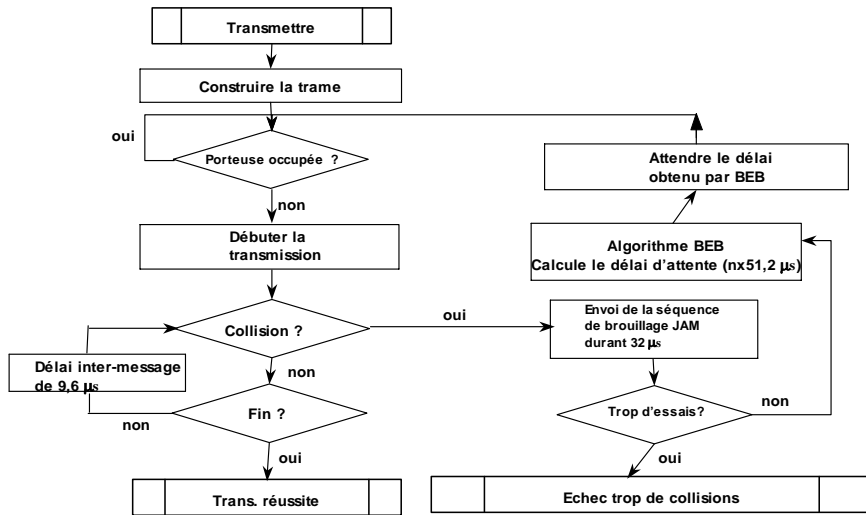 Transmettre
Construire la trame
oui
Porteuse occupée ?
non
Attendre le délai
obtenu par BEB
Débuter la
transmission
Algorithme BEB
Calcule le délai d'attente (nx51,2 µs)
Collision ?
oui
Envoi de la séquence
de brouillage JAM
durant 32 µs
Délai inter-message
de 9,6 µs
non
non
Fin ?
Trop d'essais?
non
oui
oui
Trans. réussite
Echec trop de collisions